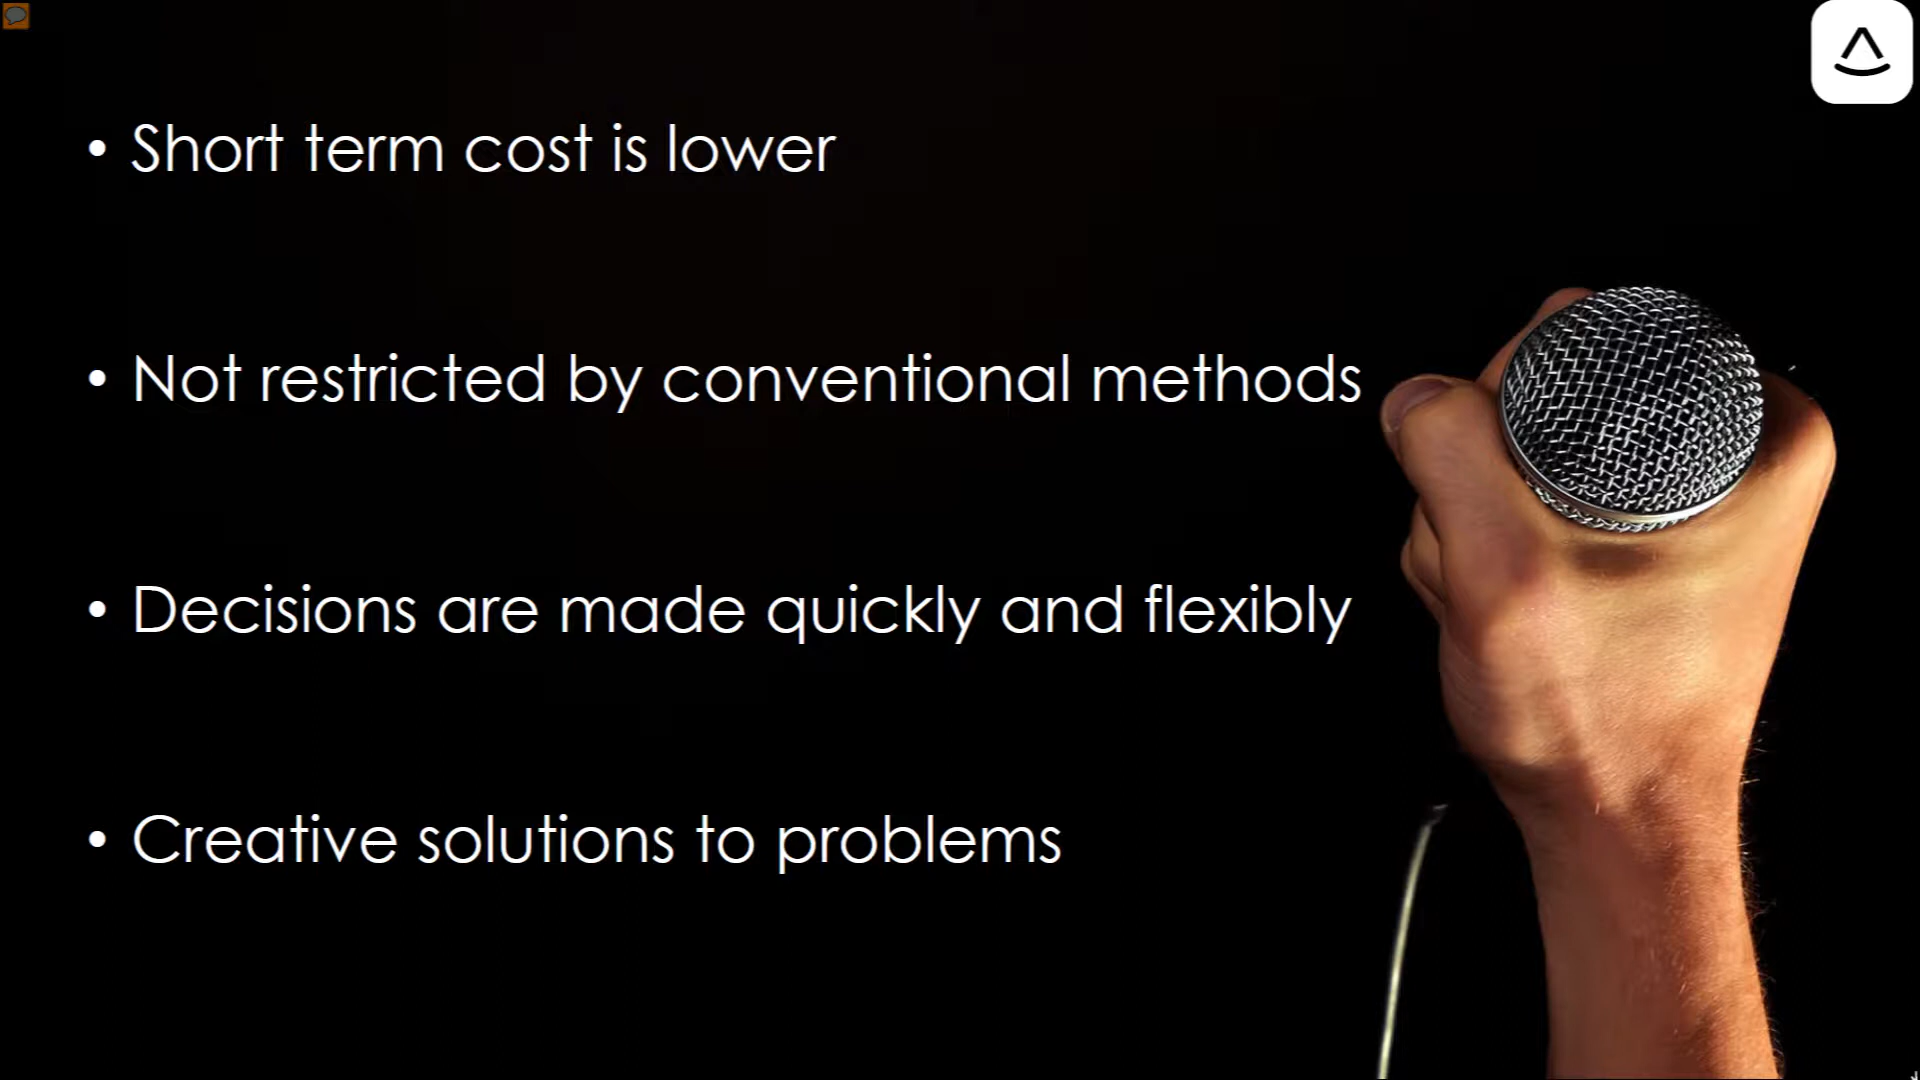 • Short term cost is lower
• Not restricted by conventional methods
• Decisions are made quickly and flexibly
• Creative solutions to problems